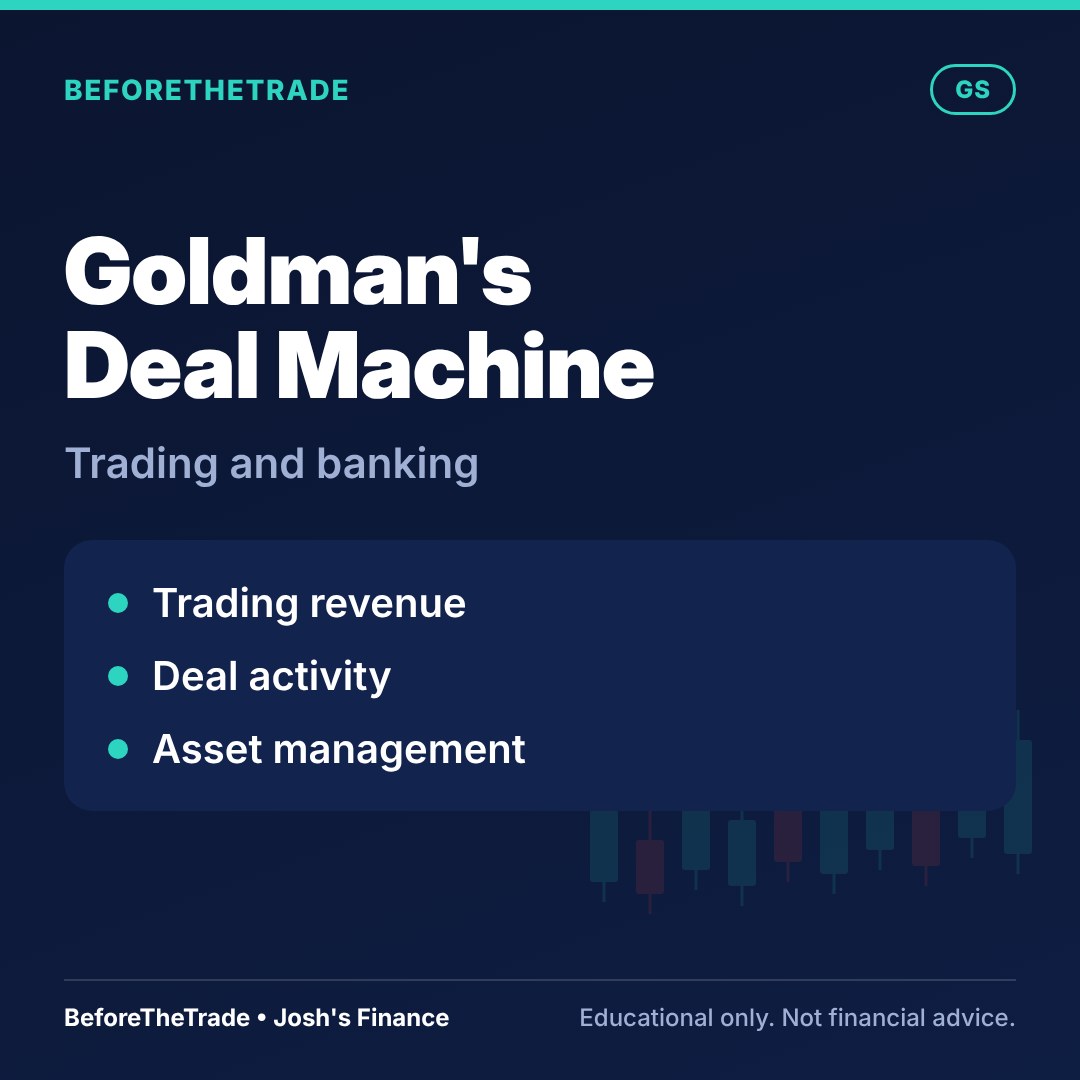 BEFORETHETRADE
GS
Goldman's
Deal Machine
Trading and banking
Trading revenue
Deal activity
Asset management
BeforeTheTrade • Josh's Finance
Educational only. Not financial advice.